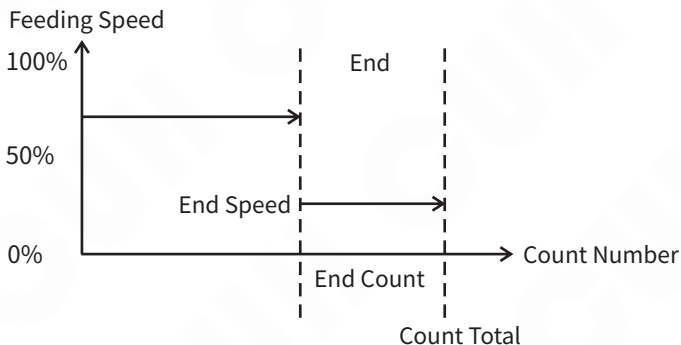 Feeding Speed
100%
End
50%
End Speed
0%
Count Number
End Count
Count Total